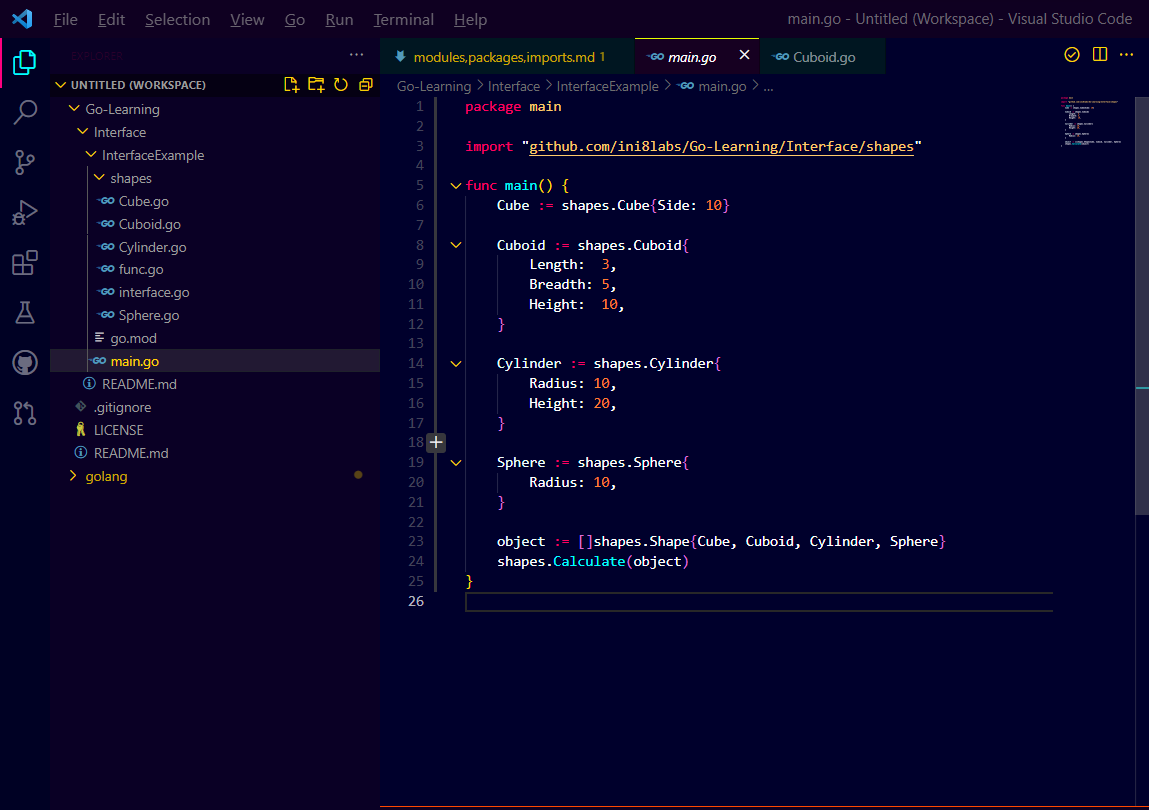 File Edit Selection View Go Run Terminal Help main.go - Untitled (Workspace) - Visual Studio Code
EXPLORER ...
UNTITLED (WORKSPACE)
Go-Learning
Interface
InterfaceExample
shapes
Cube.go
Cuboid.go
Cylinder.go
func.go
interface.go
Sphere.go
go.mod
main.go
README.md
.gitignore
LICENSE
README.md
golang
modules,packages,imports.md 1 main.go Cuboid.go
Go-Learning > Interface > InterfaceExample > main.go > ...
1 package main
2
3 import "github.com/ini8labs/Go-Learning/Interface/shapes"
4
5 func main() {
6 Cube := shapes.Cube{Side: 10}
7
8 Cuboid := shapes.Cuboid{
9 Length: 3,
10 Breadth: 5,
11 Height: 10,
12 }
13
14 Cylinder := shapes.Cylinder{
15 Radius: 10,
16 Height: 20,
17 }
18
19 Sphere := shapes.Sphere{
20 Radius: 10,
21 }
22
23 object := []shapes.Shape{Cube, Cuboid, Cylinder, Sphere}
24 shapes.Calculate(object)
25 }
26